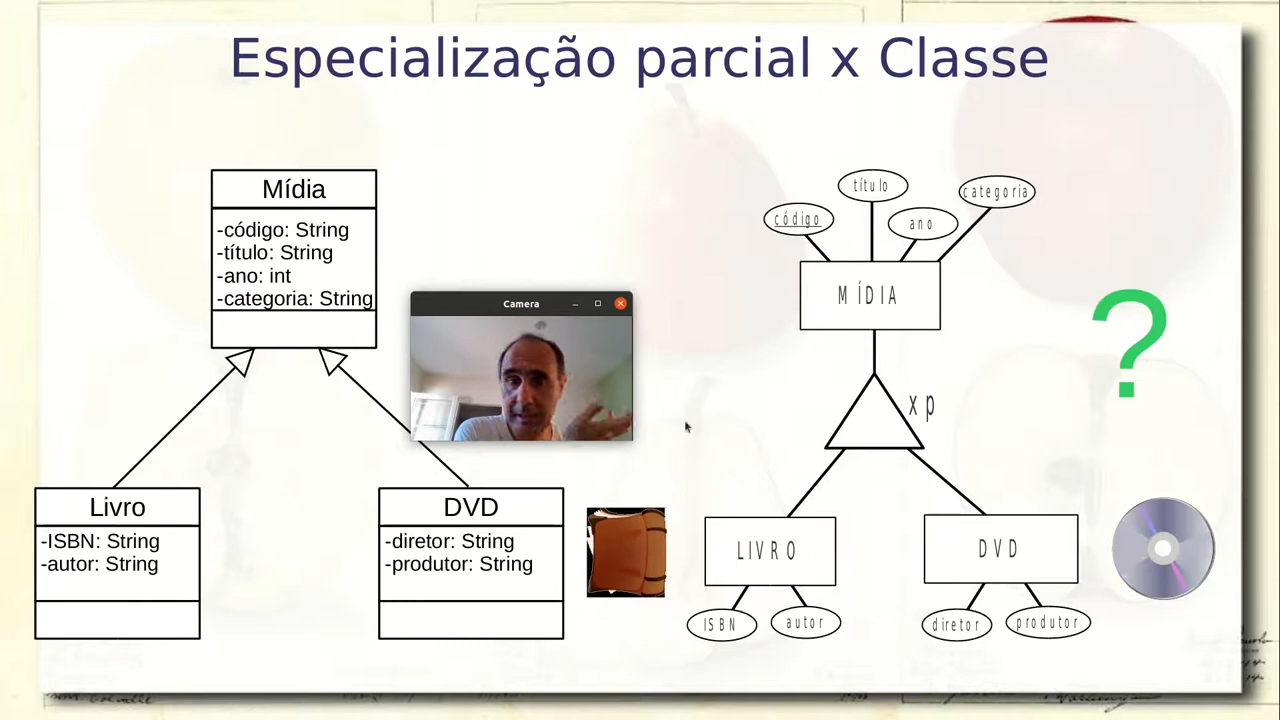 Especialização parcial x Classe
Mídia
-código: String
-título: String
-ano: int
-categoria: String
Livro
-ISBN: String
-autor: String
DVD
-diretor: String
-produtor: String
Camera
título
categoria
código
ano
MÍDIA
?
xp
LIVRO
DVD
ISBN
autor
diretor
produtor